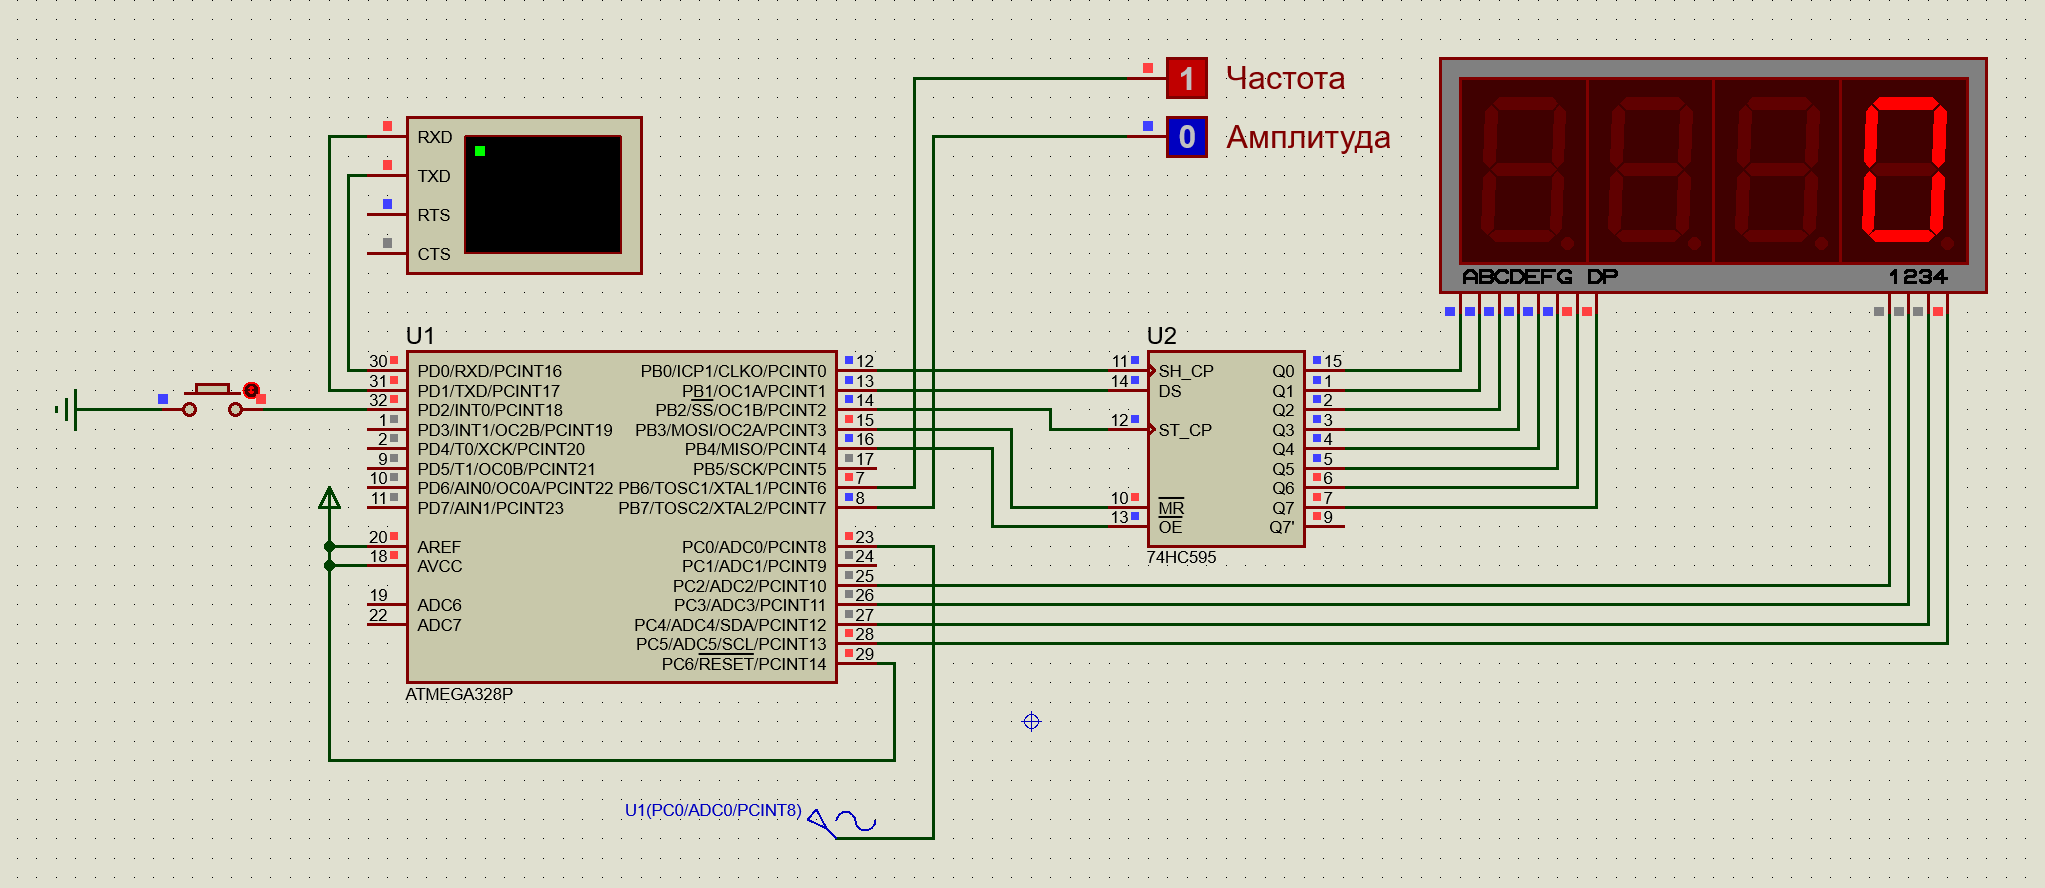 1 Частота
0 Амплитуда
RXD
TXD
RTS
CTS
ABCDEFG DP 1234
U1
30 PD0/RXD/PCINT16
31 PD1/TXD/PCINT17
32 PD2/INT0/PCINT18
1 PD3/INT1/OC2B/PCINT19
2 PD4/T0/XCK/PCINT20
9 PD5/T1/OC0B/PCINT21
10 PD6/AIN0/OC0A/PCINT22
11 PD7/AIN1/PCINT23
20 AREF
18 AVCC
19 ADC6
22 ADC7
PB0/ICP1/CLKO/PCINT0 12
PB1/OC1A/PCINT1 13
PB2/SS/OC1B/PCINT2 14
PB3/MOSI/OC2A/PCINT3 15
PB4/MISO/PCINT4 16
PB5/SCK/PCINT5 17
PB6/TOSC1/XTAL1/PCINT6 7
PB7/TOSC2/XTAL2/PCINT7 8
PC0/ADC0/PCINT8 23
PC1/ADC1/PCINT9 24
PC2/ADC2/PCINT10 25
PC3/ADC3/PCINT11 26
PC4/ADC4/SDA/PCINT12 27
PC5/ADC5/SCL/PCINT13 28
PC6/RESET/PCINT14 29
ATMEGA328P
U2
11 SH_CP Q0 15
14 DS Q1 1
Q2 2
12 ST_CP Q3 3
Q4 4
Q5 5
Q6 6
10 MR Q7 7
13 OE Q7' 9
74HC595
U1(PC0/ADC0/PCINT8)
0